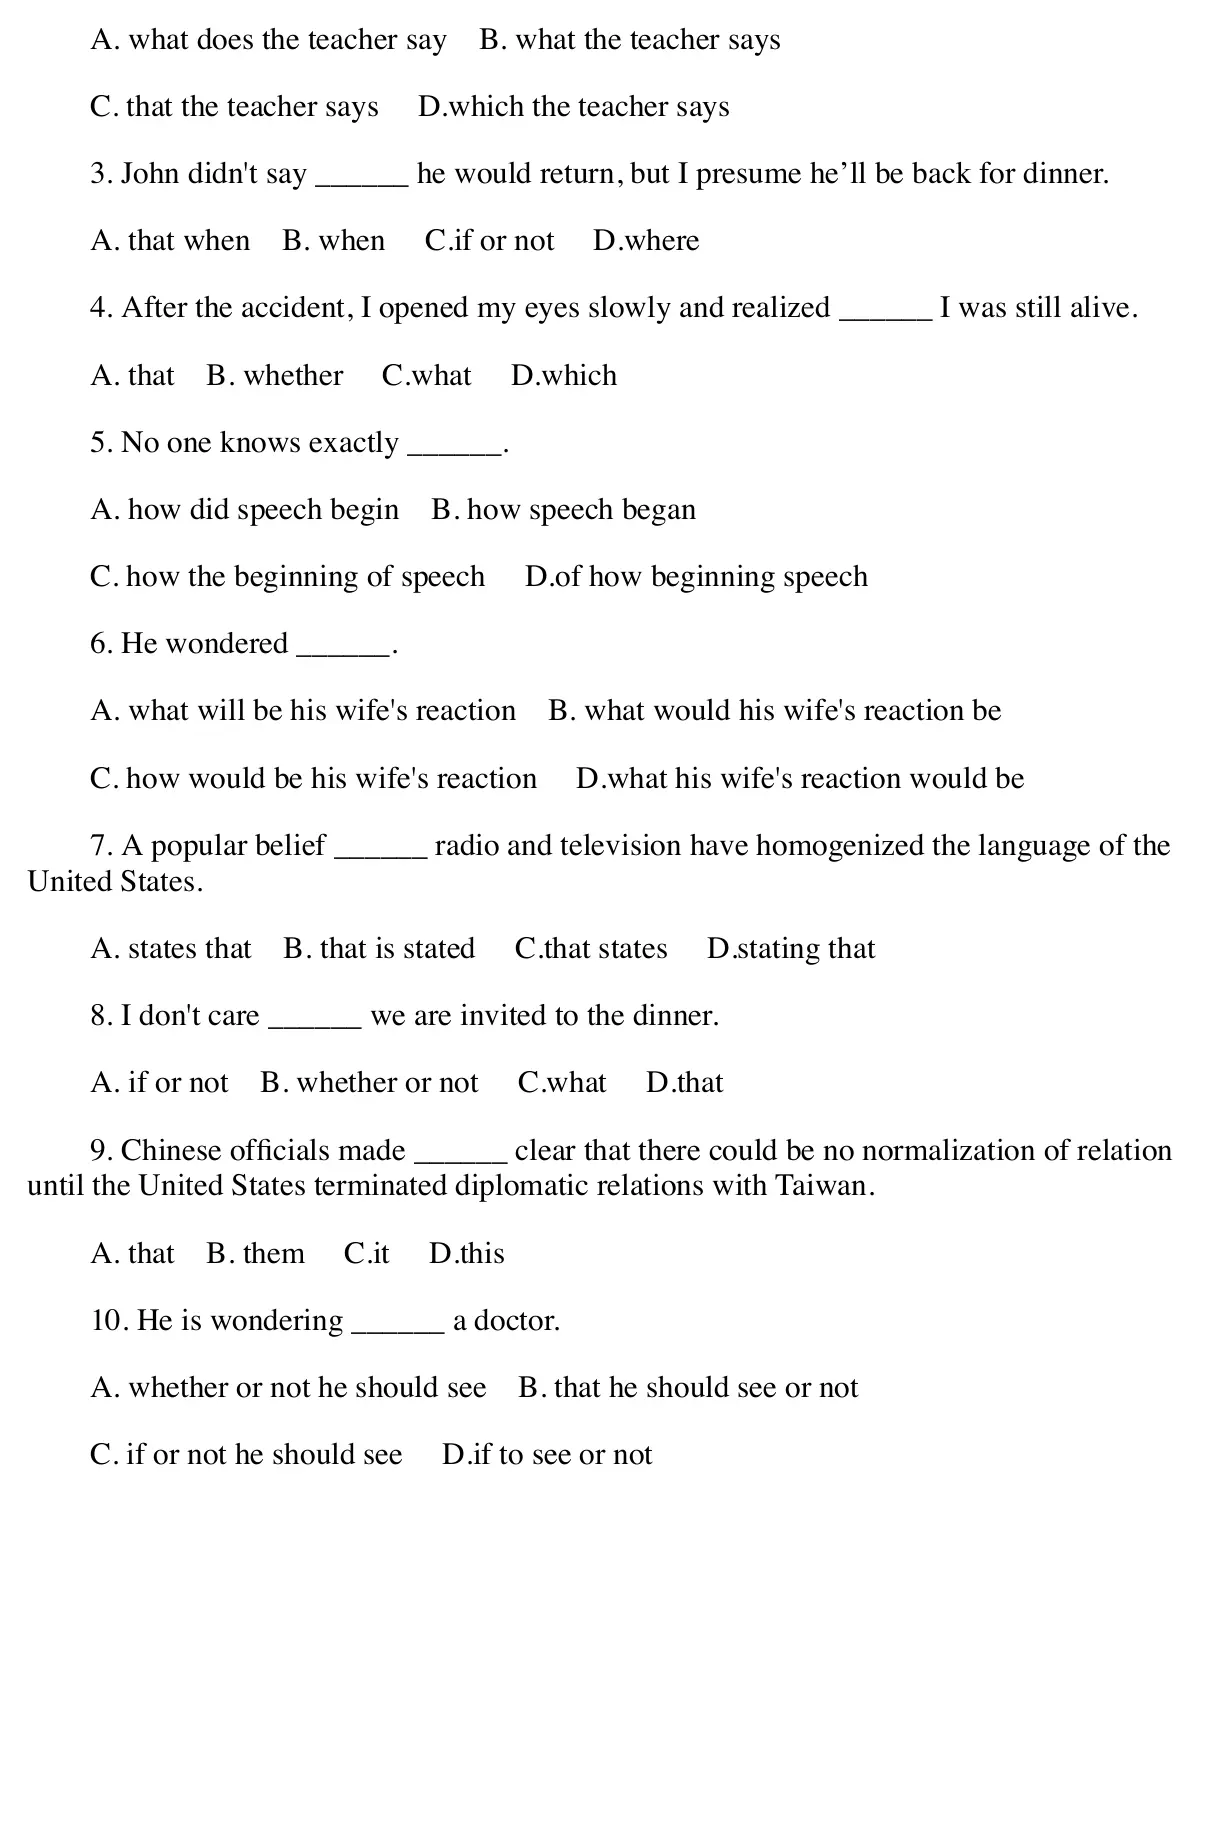 A. what does the teacher say B. what the teacher says
C. that the teacher says D.which the teacher says
3. John didn't say ______ he would return, but I presume he’ll be back for dinner.
A. that when B. when C.if or not D.where
4. After the accident, I opened my eyes slowly and realized ______ I was still alive.
A. that B. whether C.what D.which
5. No one knows exactly ______.
A. how did speech begin B. how speech began
C. how the beginning of speech D.of how beginning speech
6. He wondered ______.
A. what will be his wife's reaction B. what would his wife's reaction be
C. how would be his wife's reaction D.what his wife's reaction would be
7. A popular belief ______ radio and television have homogenized the language of the
United States.
A. states that B. that is stated C.that states D.stating that
8. I don't care ______ we are invited to the dinner.
A. if or not B. whether or not C.what D.that
9. Chinese officials made ______ clear that there could be no normalization of relation
until the United States terminated diplomatic relations with Taiwan.
A. that B. them C.it D.this
10. He is wondering ______ a doctor.
A. whether or not he should see B. that he should see or not
C. if or not he should see D.if to see or not